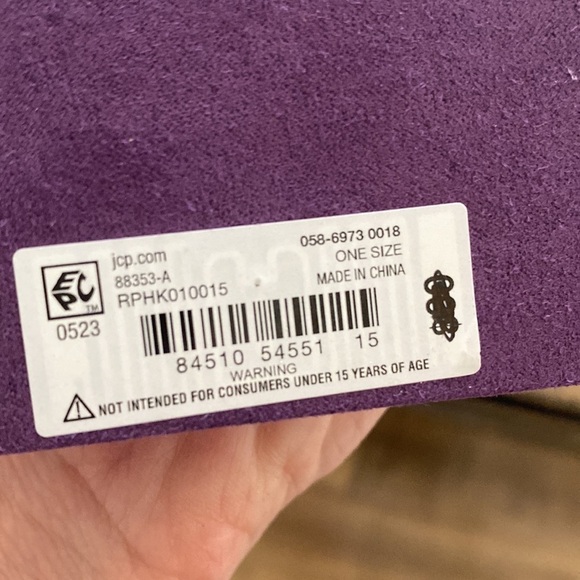 EPC TM
0523
jcp.com
88353-A
RPHK010015
058-6973 0018
ONE SIZE
MADE IN CHINA
84510 54551 15
WARNING
NOT INTENDED FOR CONSUMERS UNDER 15 YEARS OF AGE